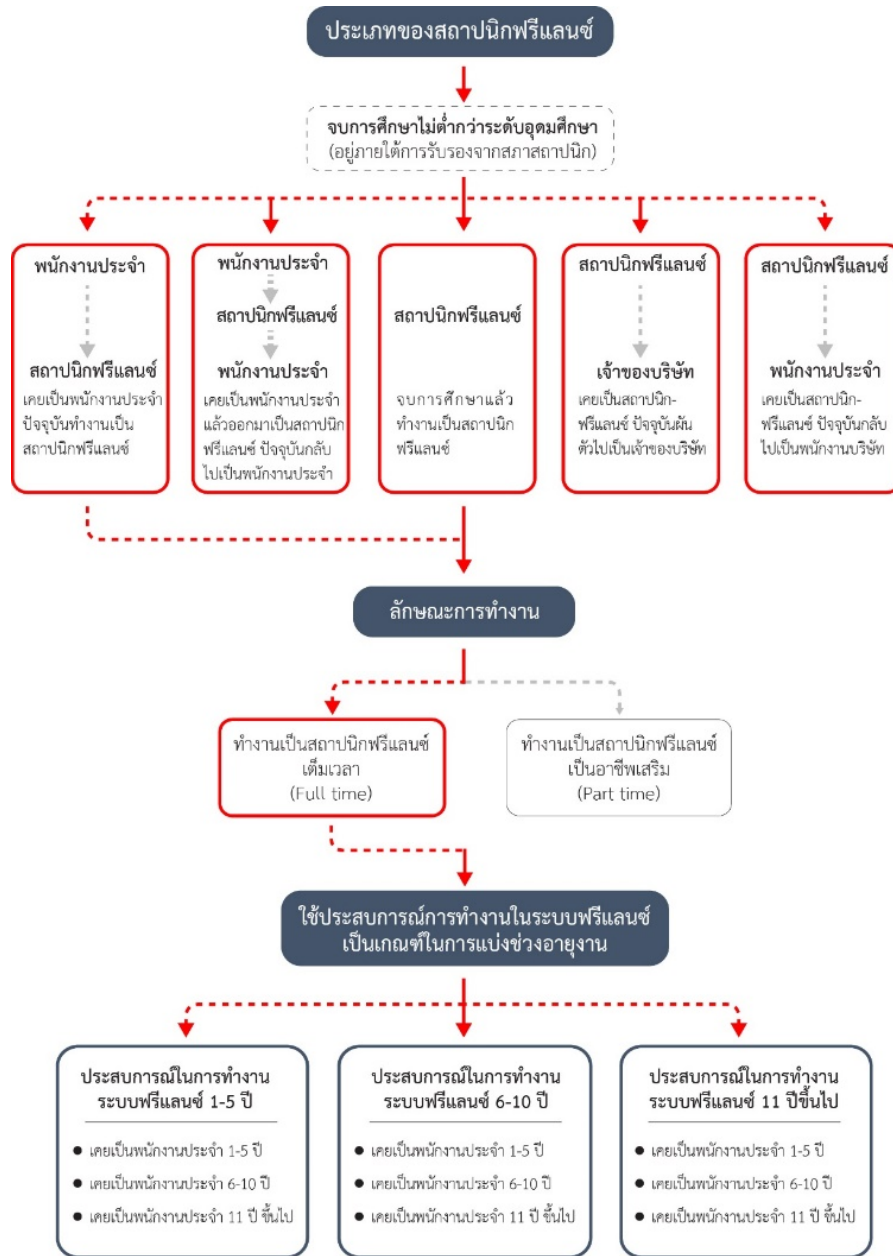 ประเภทของสถาปนิกฟรีแลนซ์
จบการศึกษาไม่ต่ำกว่าระดับอุดมศึกษา
(อยู่ภายใต้การรับรองจากสภาสถาปนิก)
พนักงานประจำ
สถาปนิกฟรีแลนซ์
เคยเป็นพนักงานประจำ
ปัจจุบันทำงานเป็น
สถาปนิกฟรีแลนซ์
พนักงานประจำ
สถาปนิกฟรีแลนซ์
พนักงานประจำ
เคยเป็นพนักงานประจำ
แล้วออกมาเป็นสถาปนิก
ฟรีแลนซ์ ปัจจุบันกลับ
ไปเป็นพนักงานประจำ
สถาปนิกฟรีแลนซ์
จบการศึกษาแล้ว
ทำงานเป็นสถาปนิก
ฟรีแลนซ์
สถาปนิกฟรีแลนซ์
เจ้าของบริษัท
เคยเป็นสถาปนิก-
ฟรีแลนซ์ ปัจจุบันผัน
ตัวไปเป็นเจ้าของบริษัท
สถาปนิกฟรีแลนซ์
พนักงานประจำ
เคยเป็นสถาปนิก-
ฟรีแลนซ์ ปัจจุบันกลับ
ไปเป็นพนักงานบริษัท
ลักษณะการทำงาน
ทำงานเป็นสถาปนิกฟรีแลนซ์
เต็มเวลา
(Full time)
ทำงานเป็นสถาปนิกฟรีแลนซ์
เป็นอาชีพเสริม
(Part time)
ใช้ประสบการณ์การทำงานในระบบฟรีแลนซ์
เป็นเกณฑ์ในการแบ่งช่วงอายุงาน
ประสบการณ์ในการทำงาน
ระบบฟรีแลนซ์ 1-5 ปี
● เคยเป็นพนักงานประจำ 1-5 ปี
● เคยเป็นพนักงานประจำ 6-10 ปี
● เคยเป็นพนักงานประจำ 11 ปี ขึ้นไป
ประสบการณ์ในการทำงาน
ระบบฟรีแลนซ์ 6-10 ปี
● เคยเป็นพนักงานประจำ 1-5 ปี
● เคยเป็นพนักงานประจำ 6-10 ปี
● เคยเป็นพนักงานประจำ 11 ปี ขึ้นไป
ประสบการณ์ในการทำงาน
ระบบฟรีแลนซ์ 11 ปีขึ้นไป
● เคยเป็นพนักงานประจำ 1-5 ปี
● เคยเป็นพนักงานประจำ 6-10 ปี
● เคยเป็นพนักงานประจำ 11 ปี ขึ้นไป